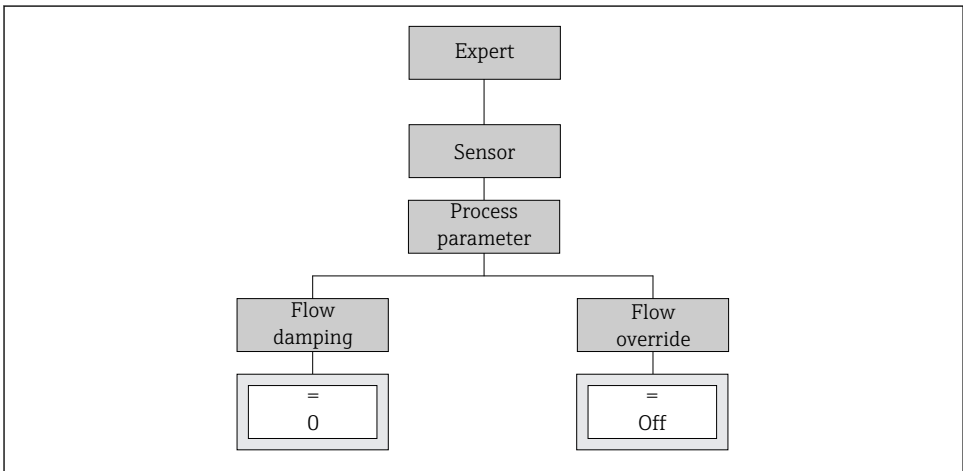 Expert
Sensor
Process
parameter
Flow
damping
Flow
override
=
0
=
Off